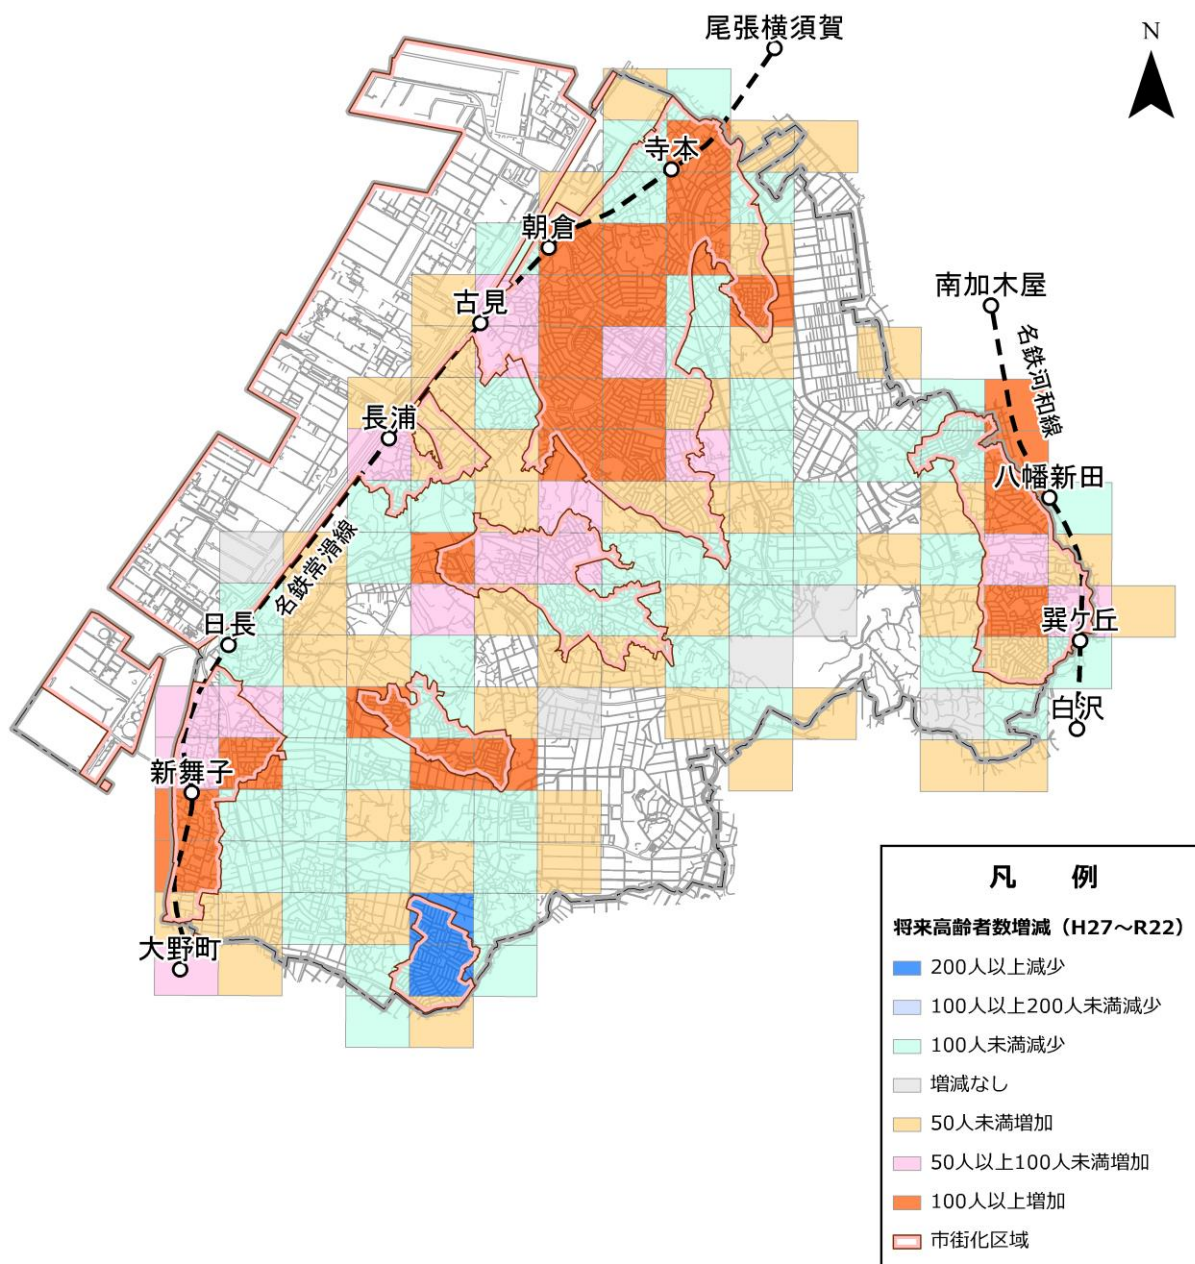 尾張横須賀
N
寺本
朝倉
南加木屋
古見
名鉄河和線
長浦
八幡新田
名鉄常滑線
日長
巽ケ丘
白沢
新舞子
大野町
凡 例
将来高齢者数増減（H27～R22）
200人以上減少
100人以上200人未満減少
100人未満減少
増減なし
50人未満増加
50人以上100人未満増加
100人以上増加
市街化区域